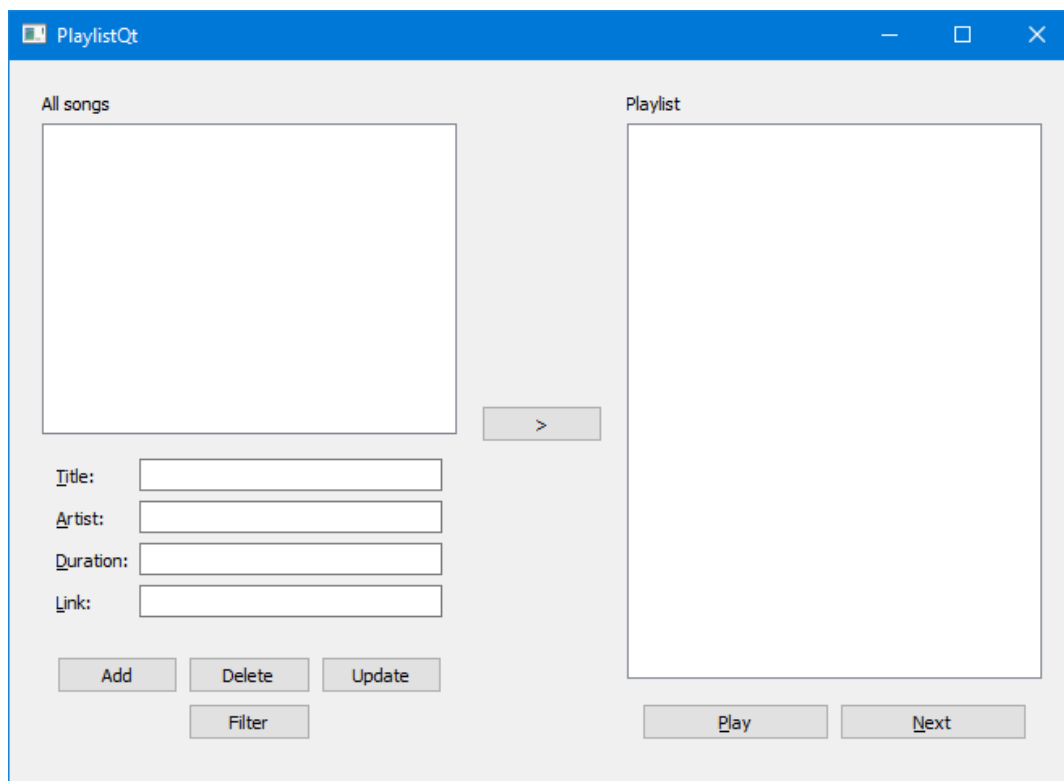 PlaylistQt
All songs
Playlist
>
Title:
Artist:
Duration:
Link:
Add Delete Update
Filter
Play Next